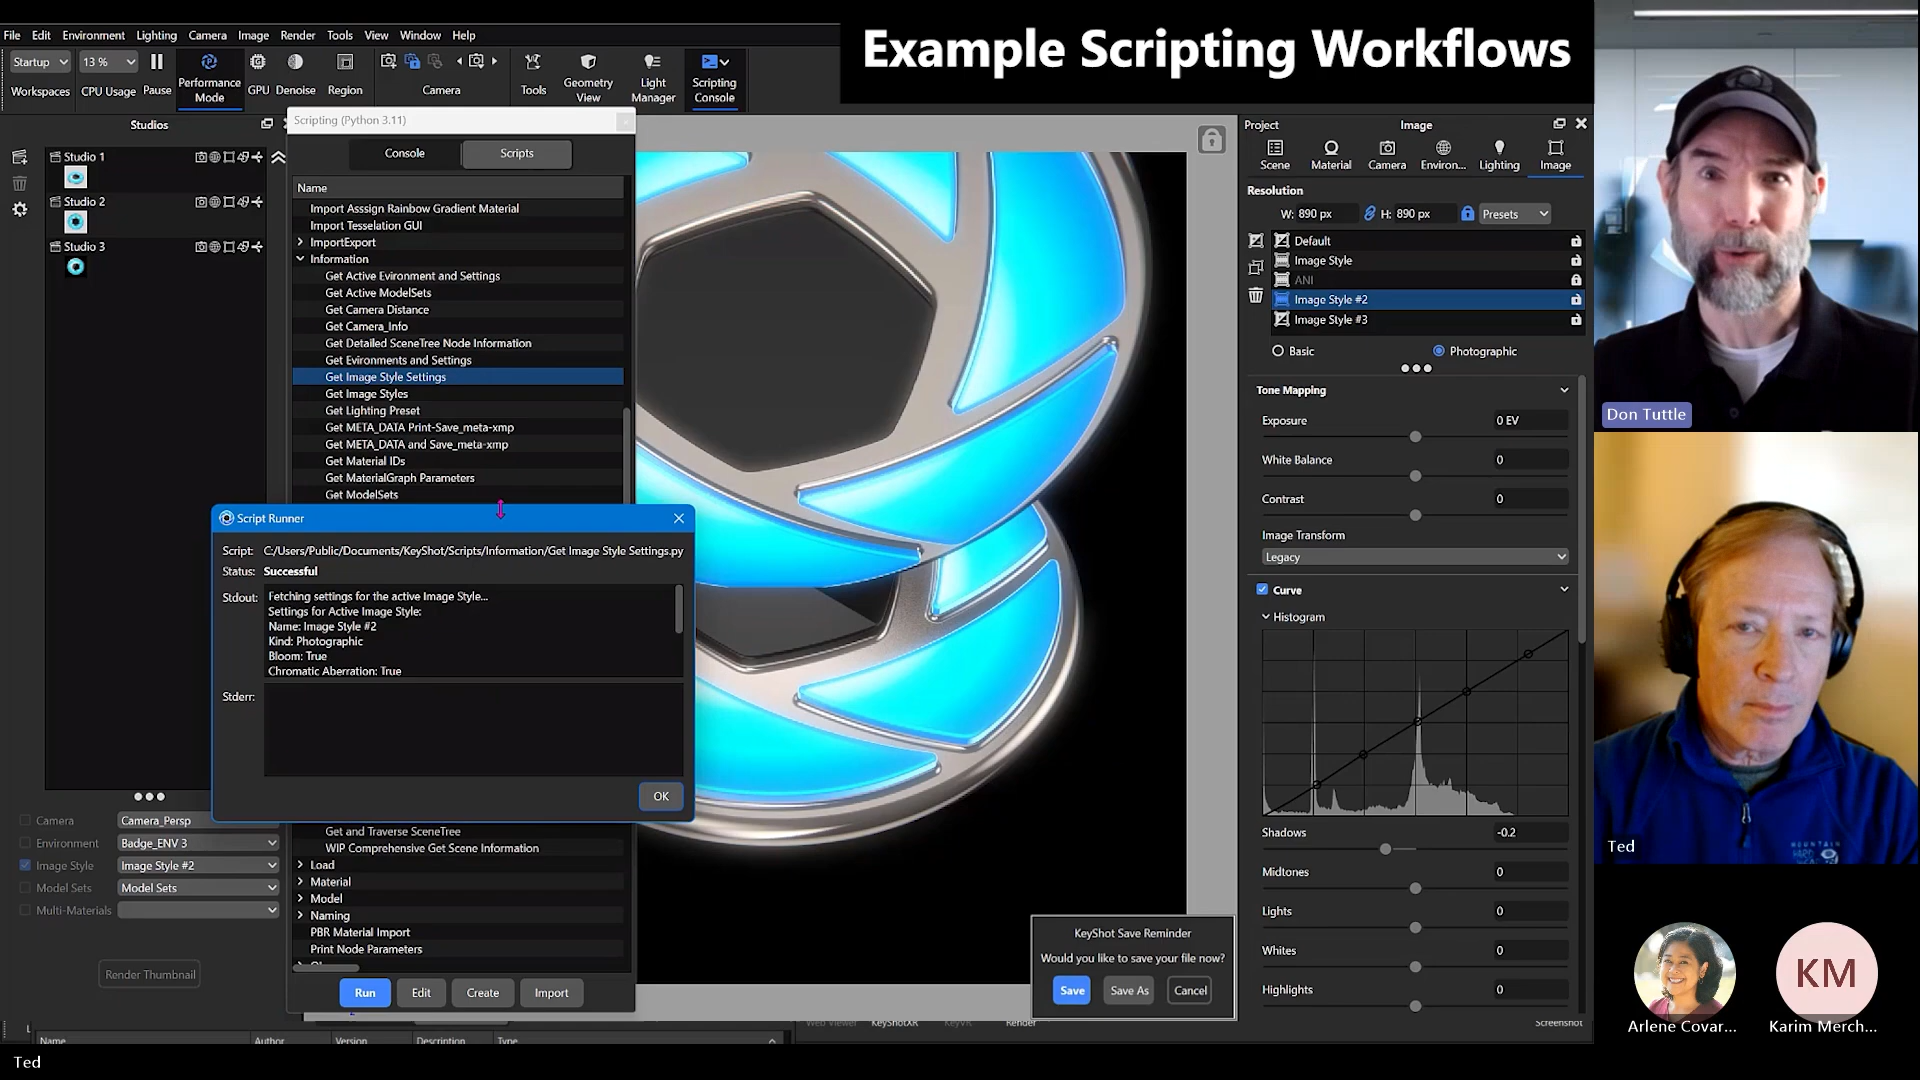 File Edit Environment Lighting Camera Image Render Tools View Window Help
Example Scripting Workflows
Startup 13 %
Workspaces CPU Usage Pause Performance Mode GPU Denoise Region Camera Tools Geometry View Light Manager Scripting Console
Studios
Studio 1
Studio 2
Studio 3
Scripting (Python 3.11)
Console Scripts
Name
Import Asssign Rainbow Gradient Material
Import Tesselation GUI
ImportExport
Information
Get Active Evironment and Settings
Get Active ModelSets
Get Camera Distance
Get Camera_Info
Get Detailed SceneTree Node Information
Get Evironments and Settings
Get Image Style Settings
Get Image Styles
Get Lighting Preset
Get META_DATA Print-Save_meta-xmp
Get META_DATA and Save_meta-xmp
Get Material IDs
Get MaterialGraph Parameters
Get ModelSets
Script Runner
Script: C:/Users/Public/Documents/KeyShot/Scripts/Information/Get Image Style Settings.py
Status: Successful
Stdout: Fetching settings for the active Image Style...
Settings for Active Image Style:
Name: Image Style #2
Kind: Photographic
Bloom: True
Chromatic Aberration: True
Stderr:
OK
Get and Traverse SceneTree
WIP Comprehensive Get Scene Information
Load
Material
Model
Naming
PBR Material Import
Print Node Parameters
Run Edit Create Import
Camera Camera_Persp
Environment Badge_ENV 3
Image Style Image Style #2
Model Sets Model Sets
Multi-Materials
Render Thumbnail
Name Author Version Description Type
KeyShot Save Reminder
Would you like to save your file now?
Save Save As Cancel
Web Viewer KeyShotXR KeyVR Render Screenshot
Project Image
Scene Material Camera Environ... Lighting Image
Resolution
W: 890 px H: 890 px Presets
Default
Image Style
ANI
Image Style #2
Image Style #3
Basic Photographic
Tone Mapping
Exposure 0 EV
White Balance 0
Contrast 0
Image Transform
Legacy
Curve
Histogram
Shadows -0.2
Midtones 0
Lights 0
Whites 0
Highlights 0
Don Tuttle
Ted
KM
Arlene Covar... Karim Merch...
Ted